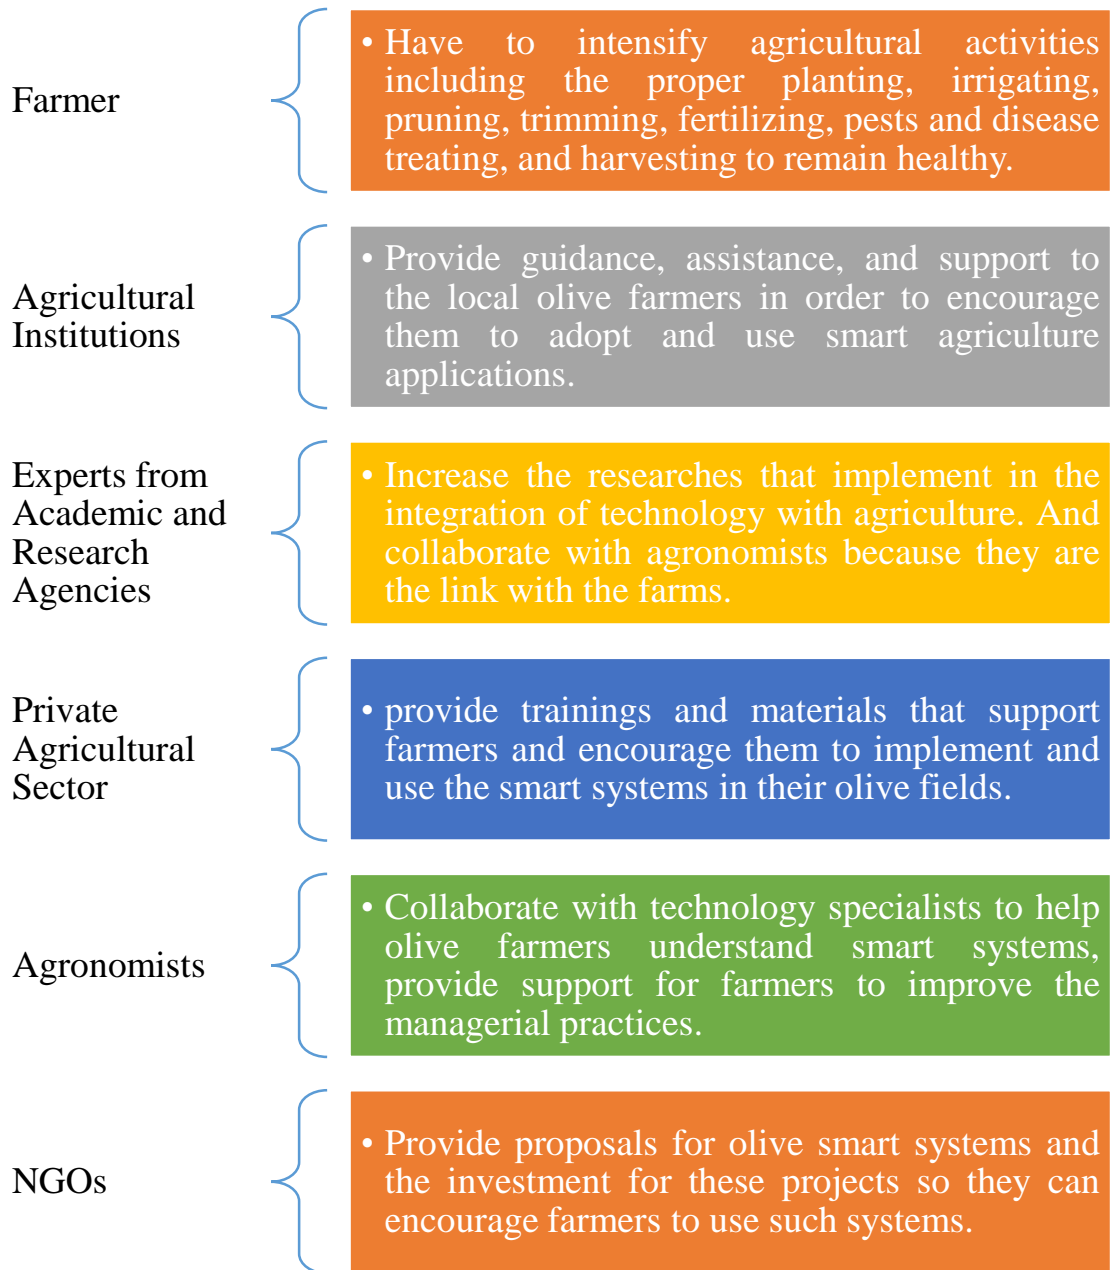 Farmer
• Have to intensify agricultural activities
including the proper planting, irrigating,
pruning, trimming, fertilizing, pests and disease
treating, and harvesting to remain healthy.
Agricultural
Institutions
• Provide guidance, assistance, and support to
the local olive farmers in order to encourage
them to adopt and use smart agriculture
applications.
Experts from
Academic and
Research
Agencies
• Increase the researches that implement in the
integration of technology with agriculture. And
collaborate with agronomists because they are
the link with the farms.
Private
Agricultural
Sector
• provide trainings and materials that support
farmers and encourage them to implement and
use the smart systems in their olive fields.
Agronomists
• Collaborate with technology specialists to help
olive farmers understand smart systems,
provide support for farmers to improve the
managerial practices.
NGOs
• Provide proposals for olive smart systems and
the investment for these projects so they can
encourage farmers to use such systems.